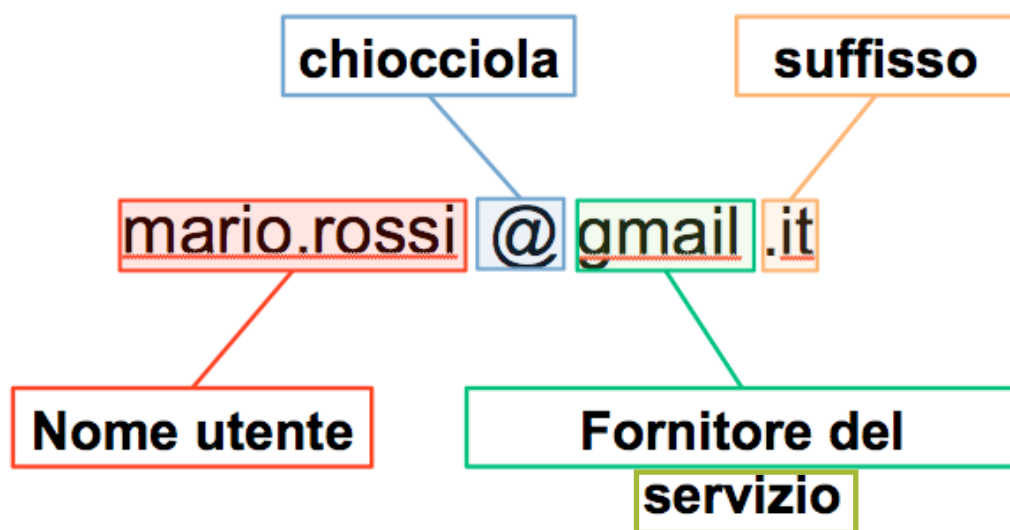 chiocciola suffisso
mario.rossi @ gmail .it
Nome utente Fornitore del
servizio